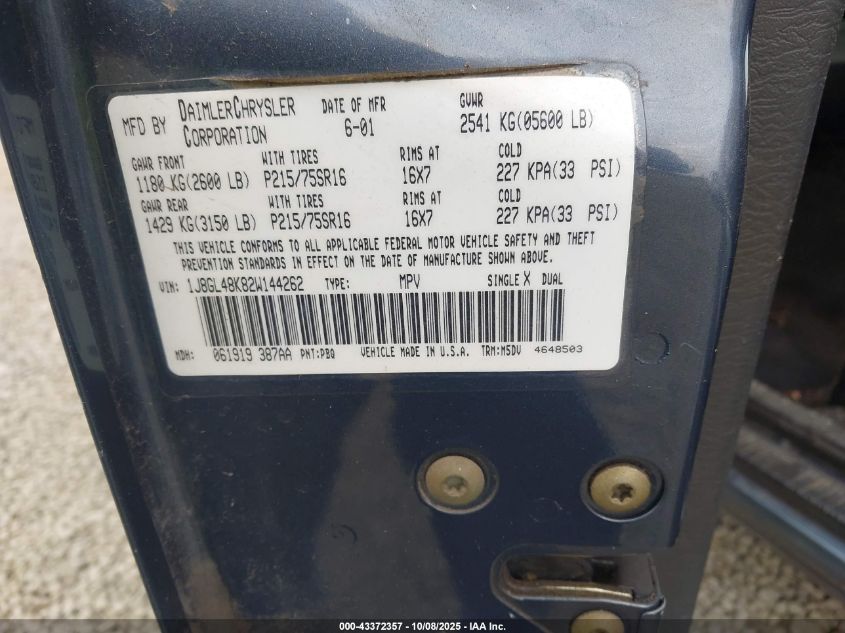 MFD BY DAIMLERCHRYSLER CORPORATION DATE OF MFR 6-01 GVWR 2541 KG(05600 LB)
GAWR FRONT WITH TIRES RIMS AT COLD
1180 KG(2600 LB) P215/75SR16 16X7 227 KPA(33 PSI)
GAWR REAR WITH TIRES RIMS AT COLD
1429 KG(3150 LB) P215/75SR16 16X7 227 KPA(33 PSI)
THIS VEHICLE CONFORMS TO ALL APPLICABLE FEDERAL MOTOR VEHICLE SAFETY AND THEFT
PREVENTION STANDARDS IN EFFECT ON THE DATE OF MANUFACTURE SHOWN ABOVE.
VIN: 1J8GL48K82W144262 TYPE: MPV SINGLE X DUAL
MDH: 061919 387AA PNT:PBQ VEHICLE MADE IN U.S.A. TRM:M5DV 4648503
000-43372357 - 10/08/2025 - IAA Inc.